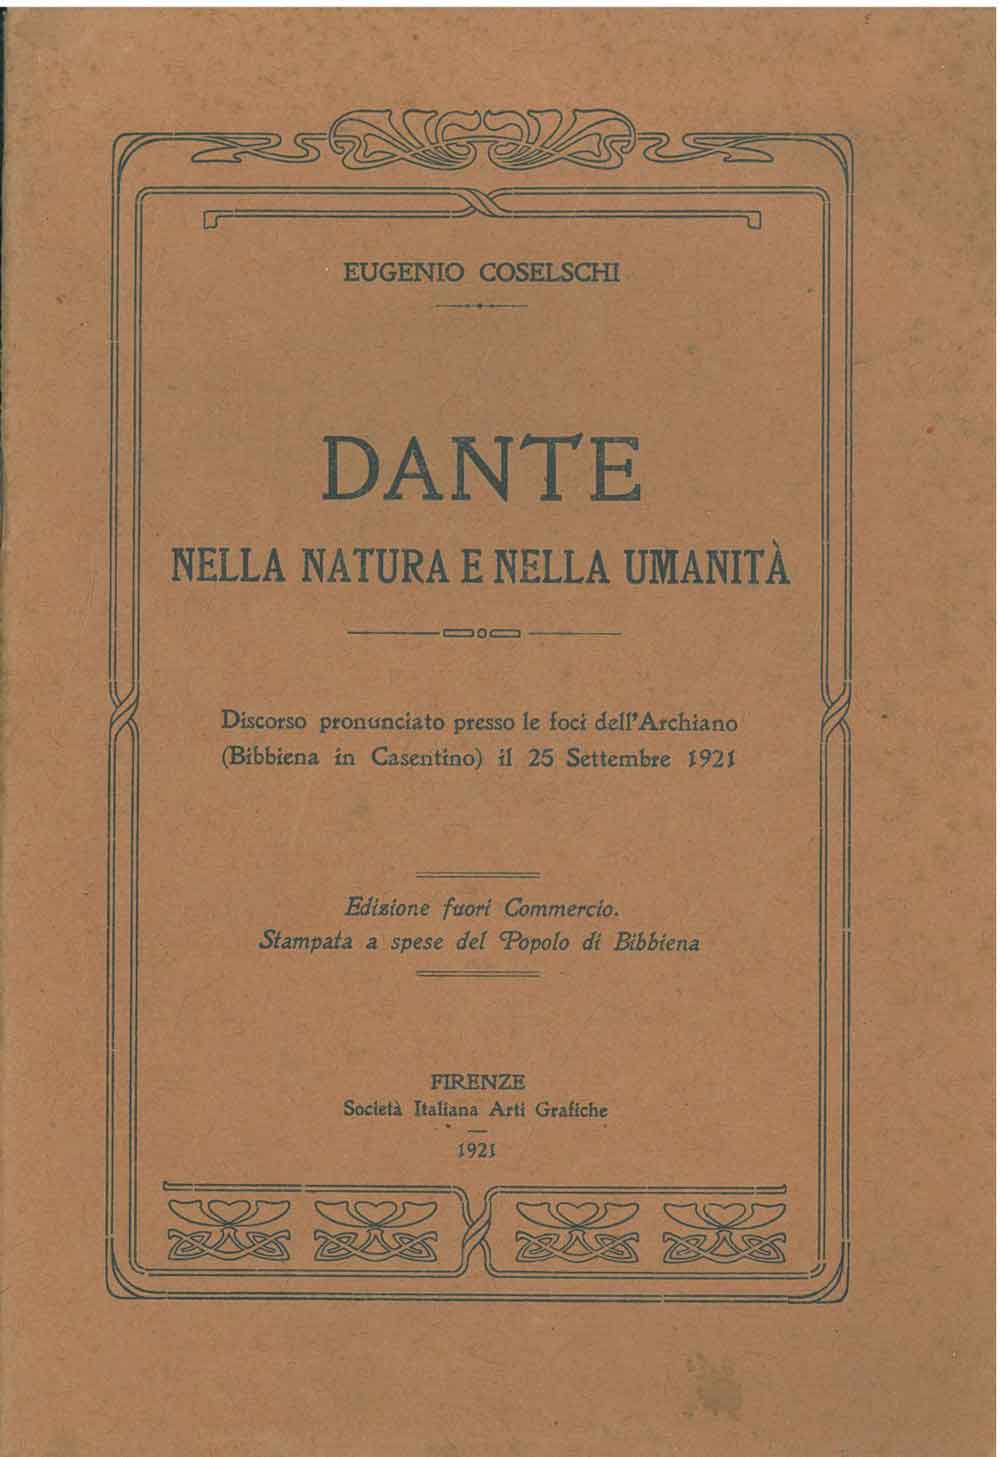 EUGENIO COSELSCHI
DANTE
NELLA NATURA E NELLA UMANITÀ
Discorso pronunciato presso le foci dell'Archiano
(Bibbiena in Casentino) il 25 Settembre 1921
Edizione fuori Commercio.
Stampata a spese del Popolo di Bibbiena
FIRENZE
Società Italiana Arti Grafiche
1921